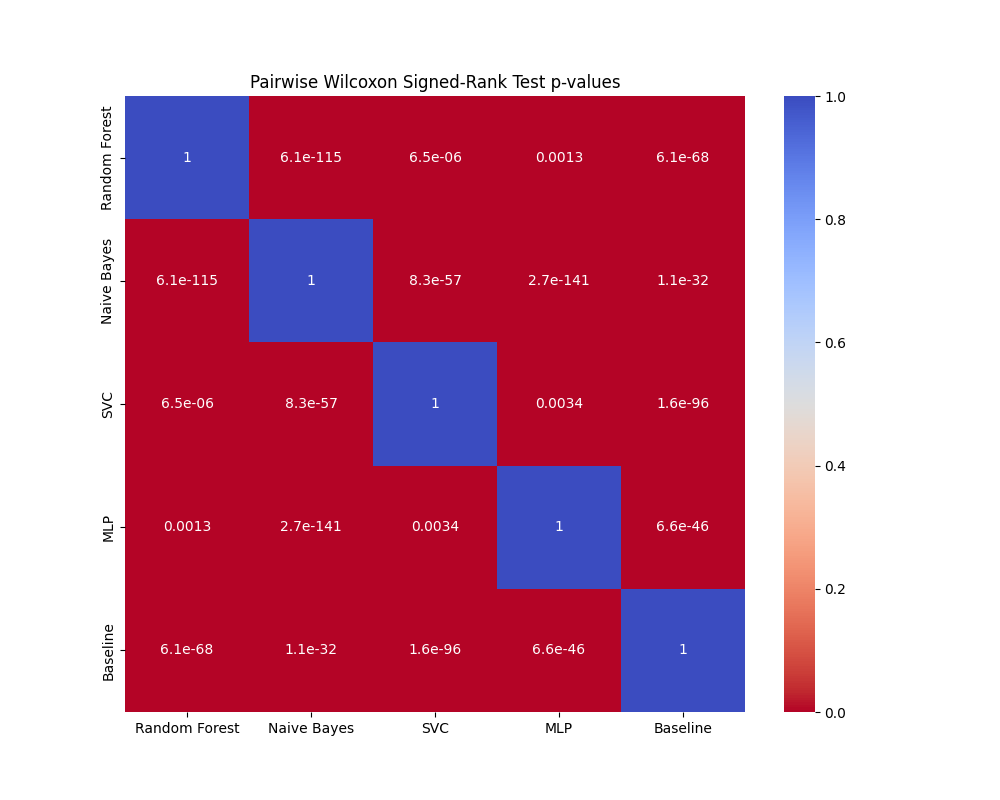 Pairwise Wilcoxon Signed-Rank Test p-values
Random Forest 1 6.1e-115 6.5e-06 0.0013 6.1e-68
Naive Bayes 6.1e-115 1 8.3e-57 2.7e-141 1.1e-32
SVC 6.5e-06 8.3e-57 1 0.0034 1.6e-96
MLP 0.0013 2.7e-141 0.0034 1 6.6e-46
Baseline 6.1e-68 1.1e-32 1.6e-96 6.6e-46 1
Random Forest Naive Bayes SVC MLP Baseline
1.0
0.8
0.6
0.4
0.2
0.0